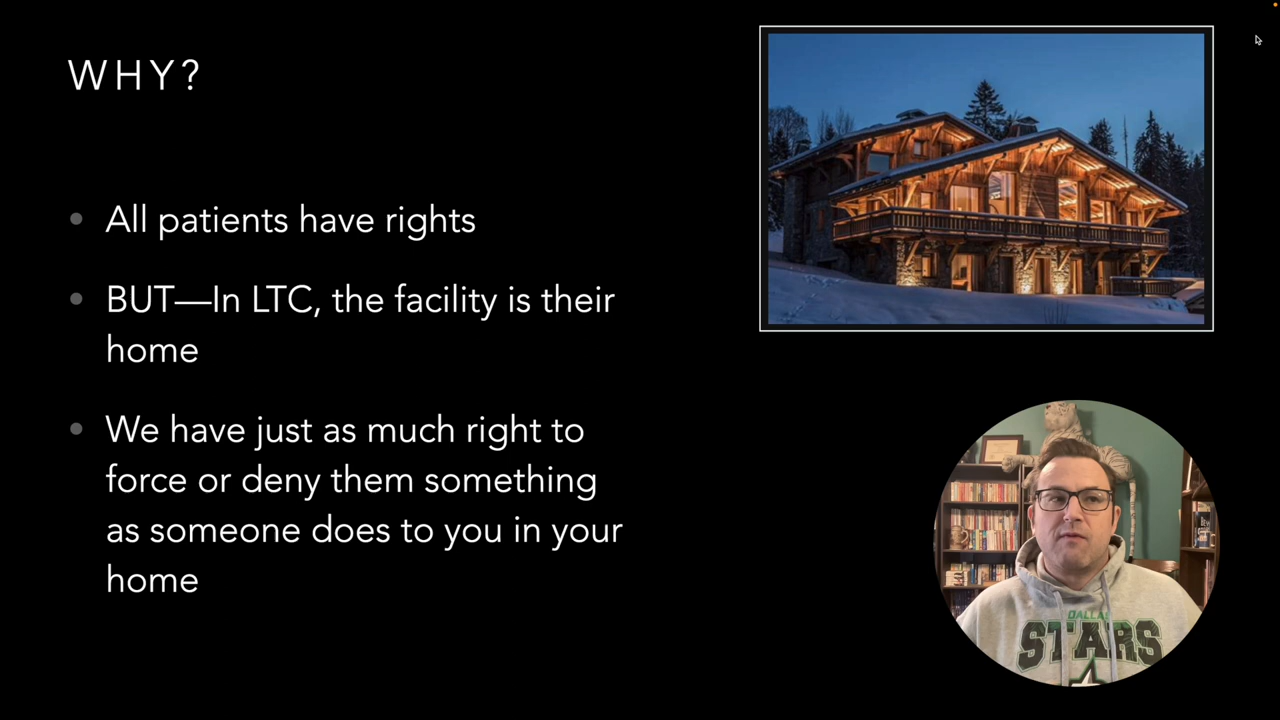 WHY?
All patients have rights
BUT—In LTC, the facility is their
home
We have just as much right to
force or deny them something
as someone does to you in your
home
DALLAS
STARS